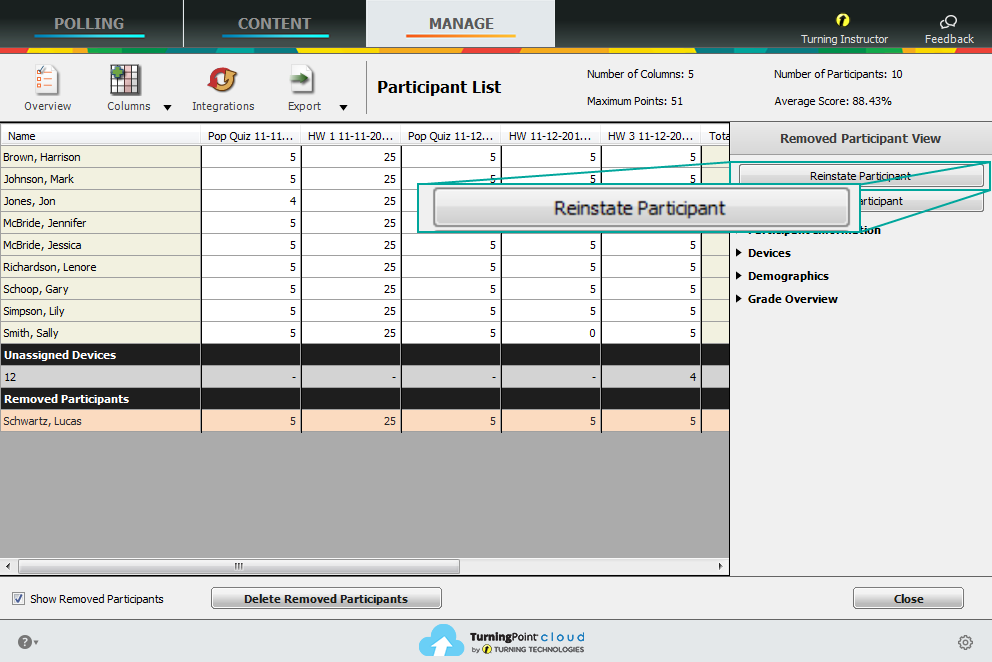 POLLING CONTENT MANAGE Turning Instructor Feedback
Overview Columns Integrations Export Participant List Number of Columns: 5 Number of Participants: 10
Maximum Points: 51 Average Score: 88.43%
Name Pop Quiz 11-11... HW 1 11-11-20... Pop Quiz 11-12... HW 11-12-201... HW 3 11-12-20... Tota
Brown, Harrison 5 25 5 5 5
Johnson, Mark 5 25 5 5 5
Jones, Jon 4 25
McBride, Jennifer 5 25
McBride, Jessica 5 25 5 5 5
Richardson, Lenore 5 25 5 5 5
Schoop, Gary 5 25 5 5 5
Simpson, Lily 5 25 5 5 5
Smith, Sally 5 25 5 0 5
Unassigned Devices
12 - - - - 4
Removed Participants
Schwartz, Lucas 5 25 5 5 5
Removed Participant View
Reinstate Participant
Reinstate Participant
articipant
Participant Information
Devices
Demographics
Grade Overview
Show Removed Participants Delete Removed Participants Close
TurningPoint cloud
by TURNING TECHNOLOGIES